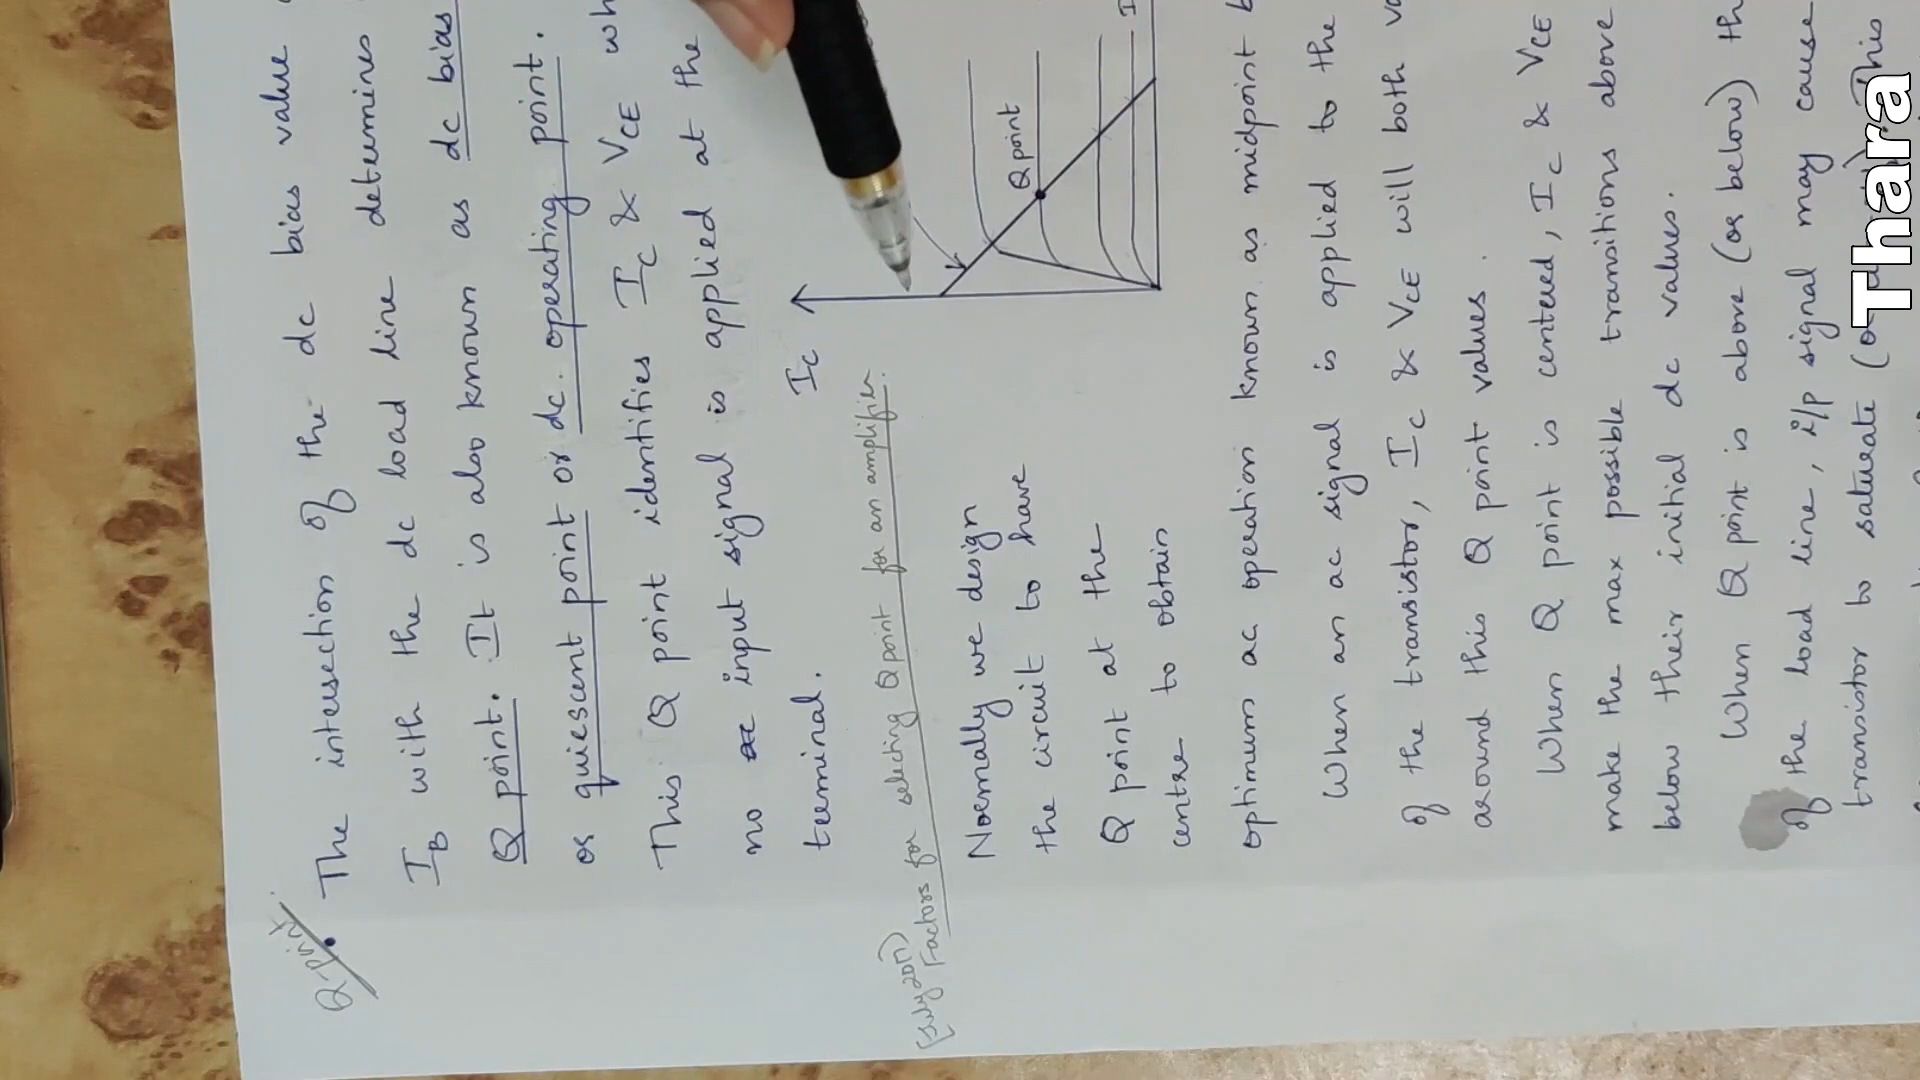 Q-point.
The intersection of the dc bias value
IB with the dc load line determines
Q point. It is also known as dc bias
or quiescent point or dc. operating point.
This Q point identifies IC & VCE wh
no input signal is applied at the
terminal.
[July 2017)
Factors for selecting Q point for an amplifier.
Normally we design
the circuit to have
Q point at the
centre to obtain
IC
Q point
I
optimum ac operation known as midpoint b
When an ac signal is applied to the
of the transistor, IC & VCE will both va
around this Q point values.
When Q point is centered, IC & VCE
make the max possible transitions above
below their initial dc values.
When Q point is above (or below) th
of the load line, i/p signal may cause
transistor to saturate (o This
Thara